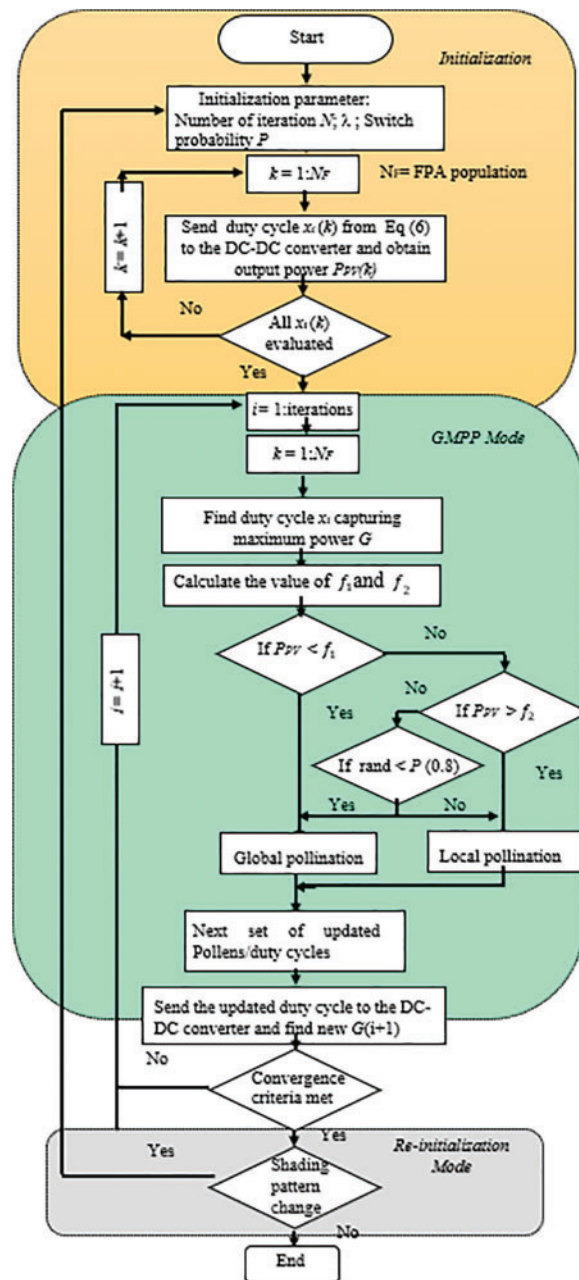 Start
Initialization
Initialization parameter:
Number of iteration N; λ ; Switch
probability P
k = 1:NF
NF= FPA population
k = k+1
Send duty cycle xi(k) from Eq (6)
to the DC-DC converter and obtain
output power PPV(k)
No
All xi(k)
evaluated
Yes
i = 1:iterations
GMPP Mode
k = 1:NF
Find duty cycle xi capturing
maximum power G
Calculate the value of f1 and f2
No
If PPV < f1
No
i = i+1
Yes
If PPV > f2
If rand < P (0.8)
Yes
Yes
No
Global pollination
Local pollination
Next set of updated
Pollens/duty cycles
Send the updated duty cycle to the DC-
DC converter and find new G(i+1)
No
Convergence
criteria met
Yes
Yes
Re-initialization
Mode
Shading
pattern
change
No
End